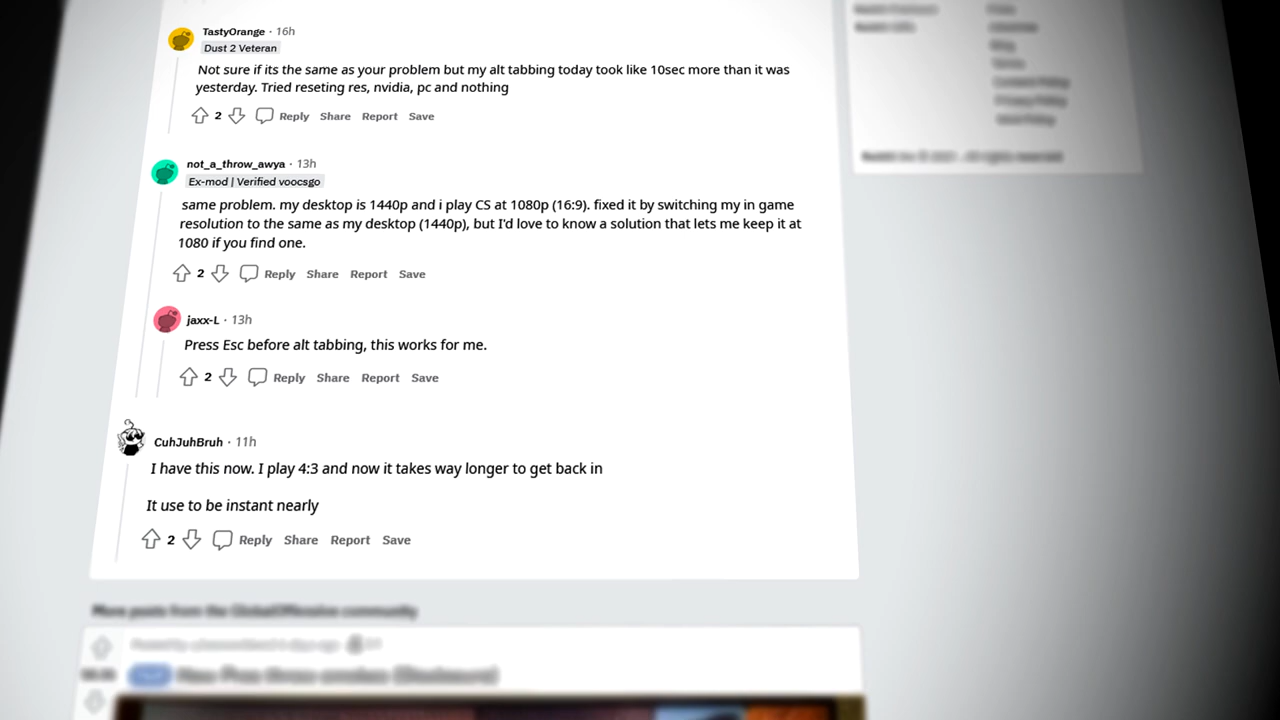 TastyOrange · 16h
Dust 2 Veteran
Not sure if its the same as your problem but my alt tabbing today took like 10sec more than it was
yesterday. Tried reseting res, nvidia, pc and nothing
2 Reply Share Report Save
not_a_throw_awya · 13h
Ex-mod | Verified voocsgo
same problem. my desktop is 1440p and i play CS at 1080p (16:9). fixed it by switching my in game
resolution to the same as my desktop (1440p), but I'd love to know a solution that lets me keep it at
1080 if you find one.
2 Reply Share Report Save
jaxx-L · 13h
Press Esc before alt tabbing, this works for me.
2 Reply Share Report Save
CuhJuhBruh · 11h
I have this now. I play 4:3 and now it takes way longer to get back in
It use to be instant nearly
2 Reply Share Report Save
More posts from the GlobalOffensive community